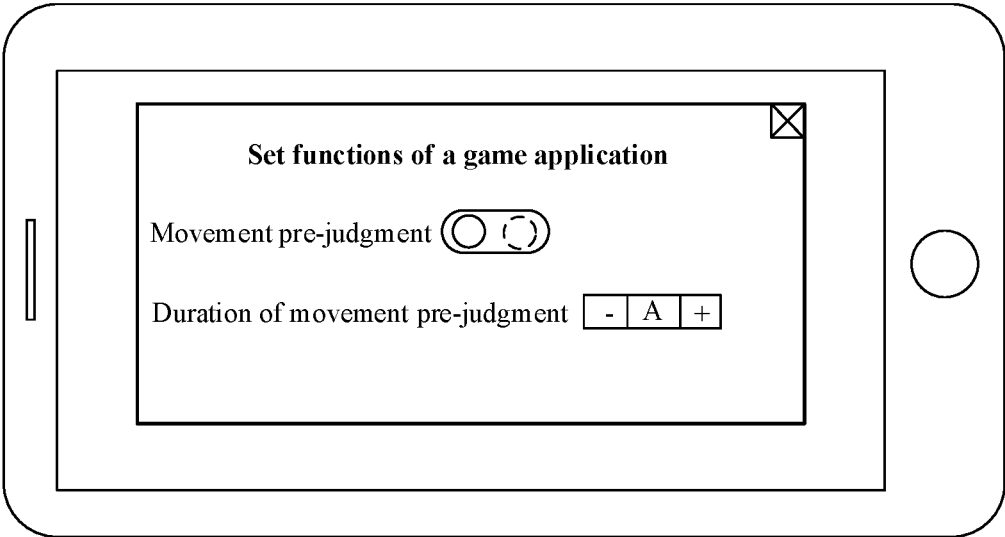 Set functions of a game application
Movement pre-judgment
Duration of movement pre-judgment - A +